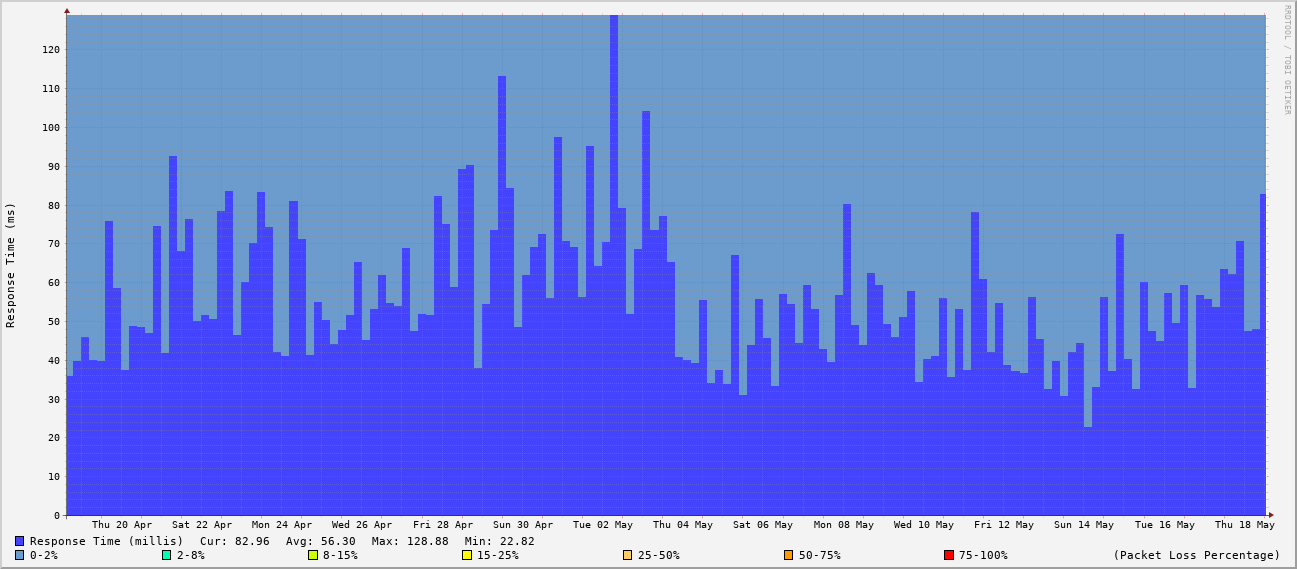 RRDTOOL / TOBI OETIKER
Response Time (ms)
120
110
100
90
80
70
60
50
40
30
20
10
0
Thu 20 Apr Sat 22 Apr Mon 24 Apr Wed 26 Apr Fri 28 Apr Sun 30 Apr Tue 02 May Thu 04 May Sat 06 May Mon 08 May Wed 10 May Fri 12 May Sun 14 May Tue 16 May Thu 18 May
Response Time (millis) Cur: 82.96 Avg: 56.30 Max: 128.88 Min: 22.82
0-2% 2-8% 8-15% 15-25% 25-50% 50-75% 75-100% (Packet Loss Percentage)